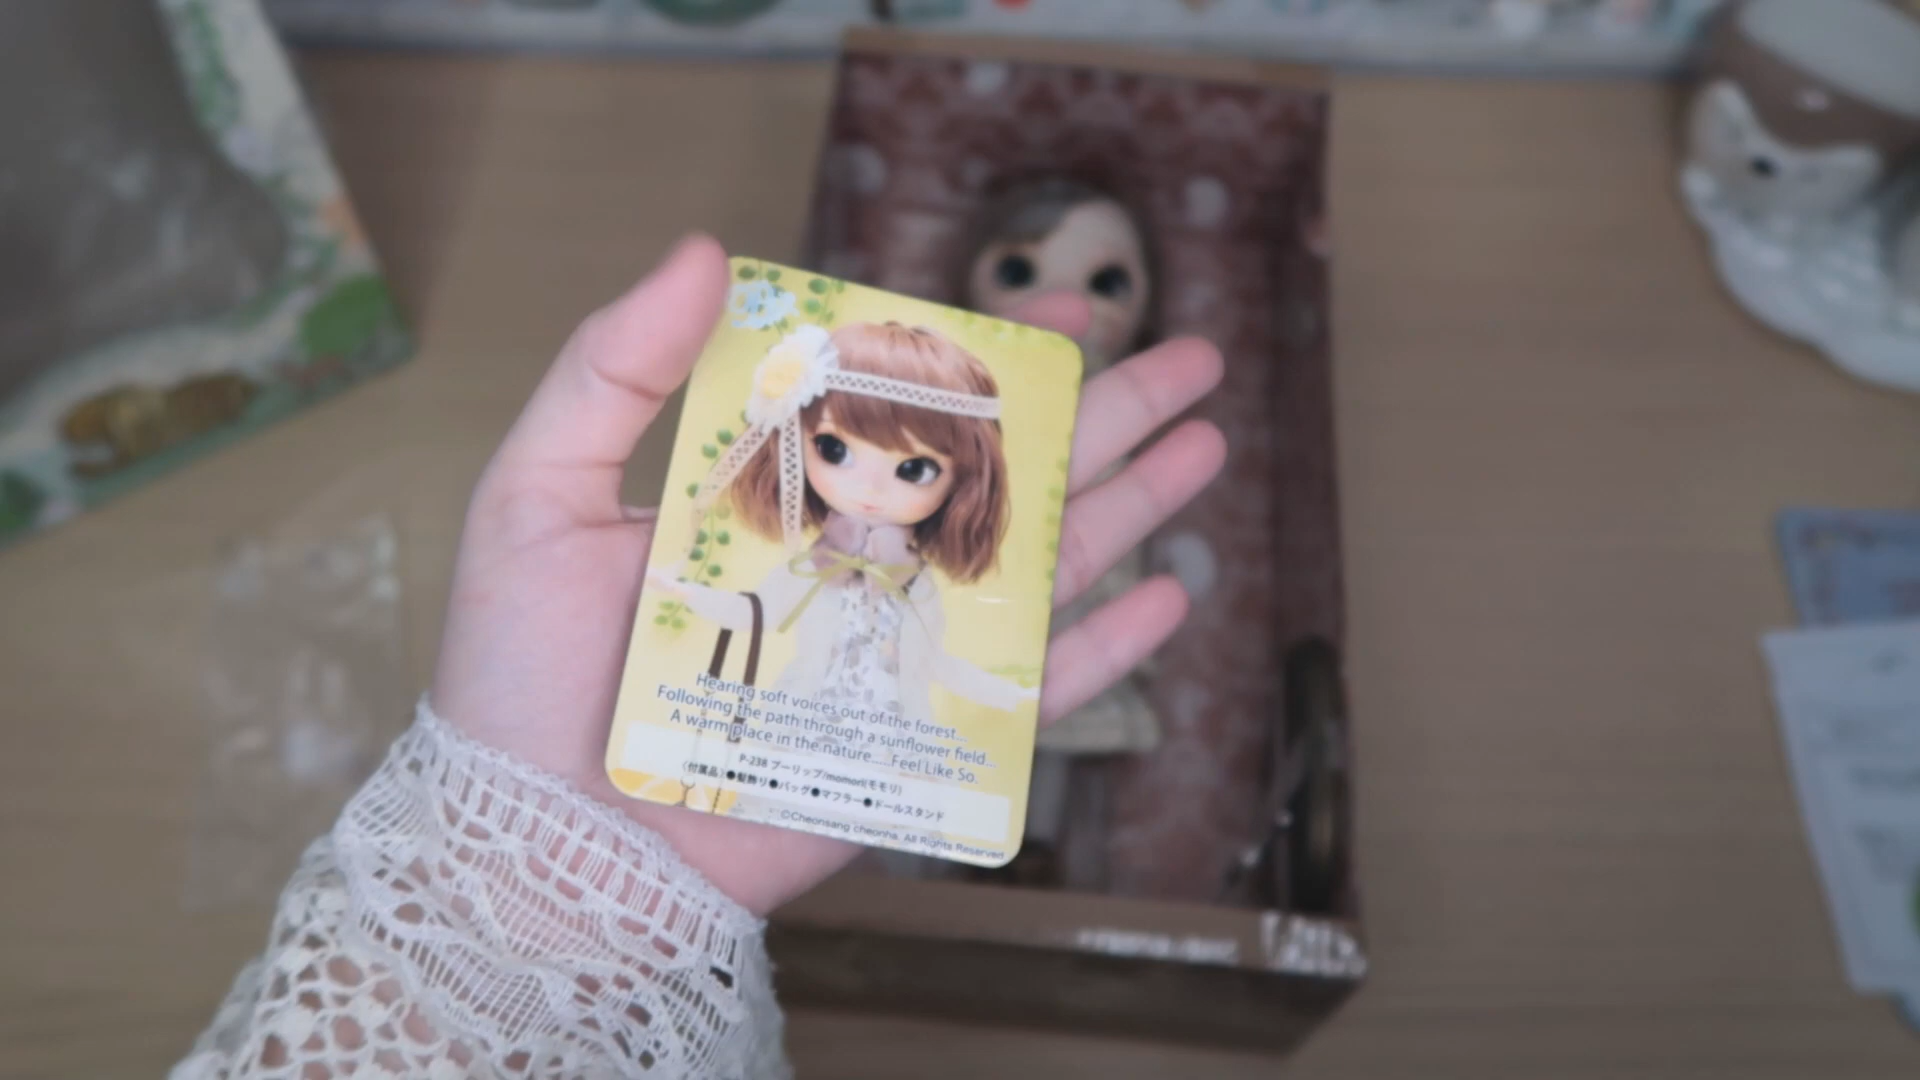 Hearing soft voices out of the forest...
Following the path through a sunflower field...
A warm place in the nature.....Feel Like So.
P-238 プーリップ/momori(モモリ)
〈付属品〉●髪飾り●バッグ●マフラー●ドールスタンド
©Cheonsang cheonha. All Rights Reserved.